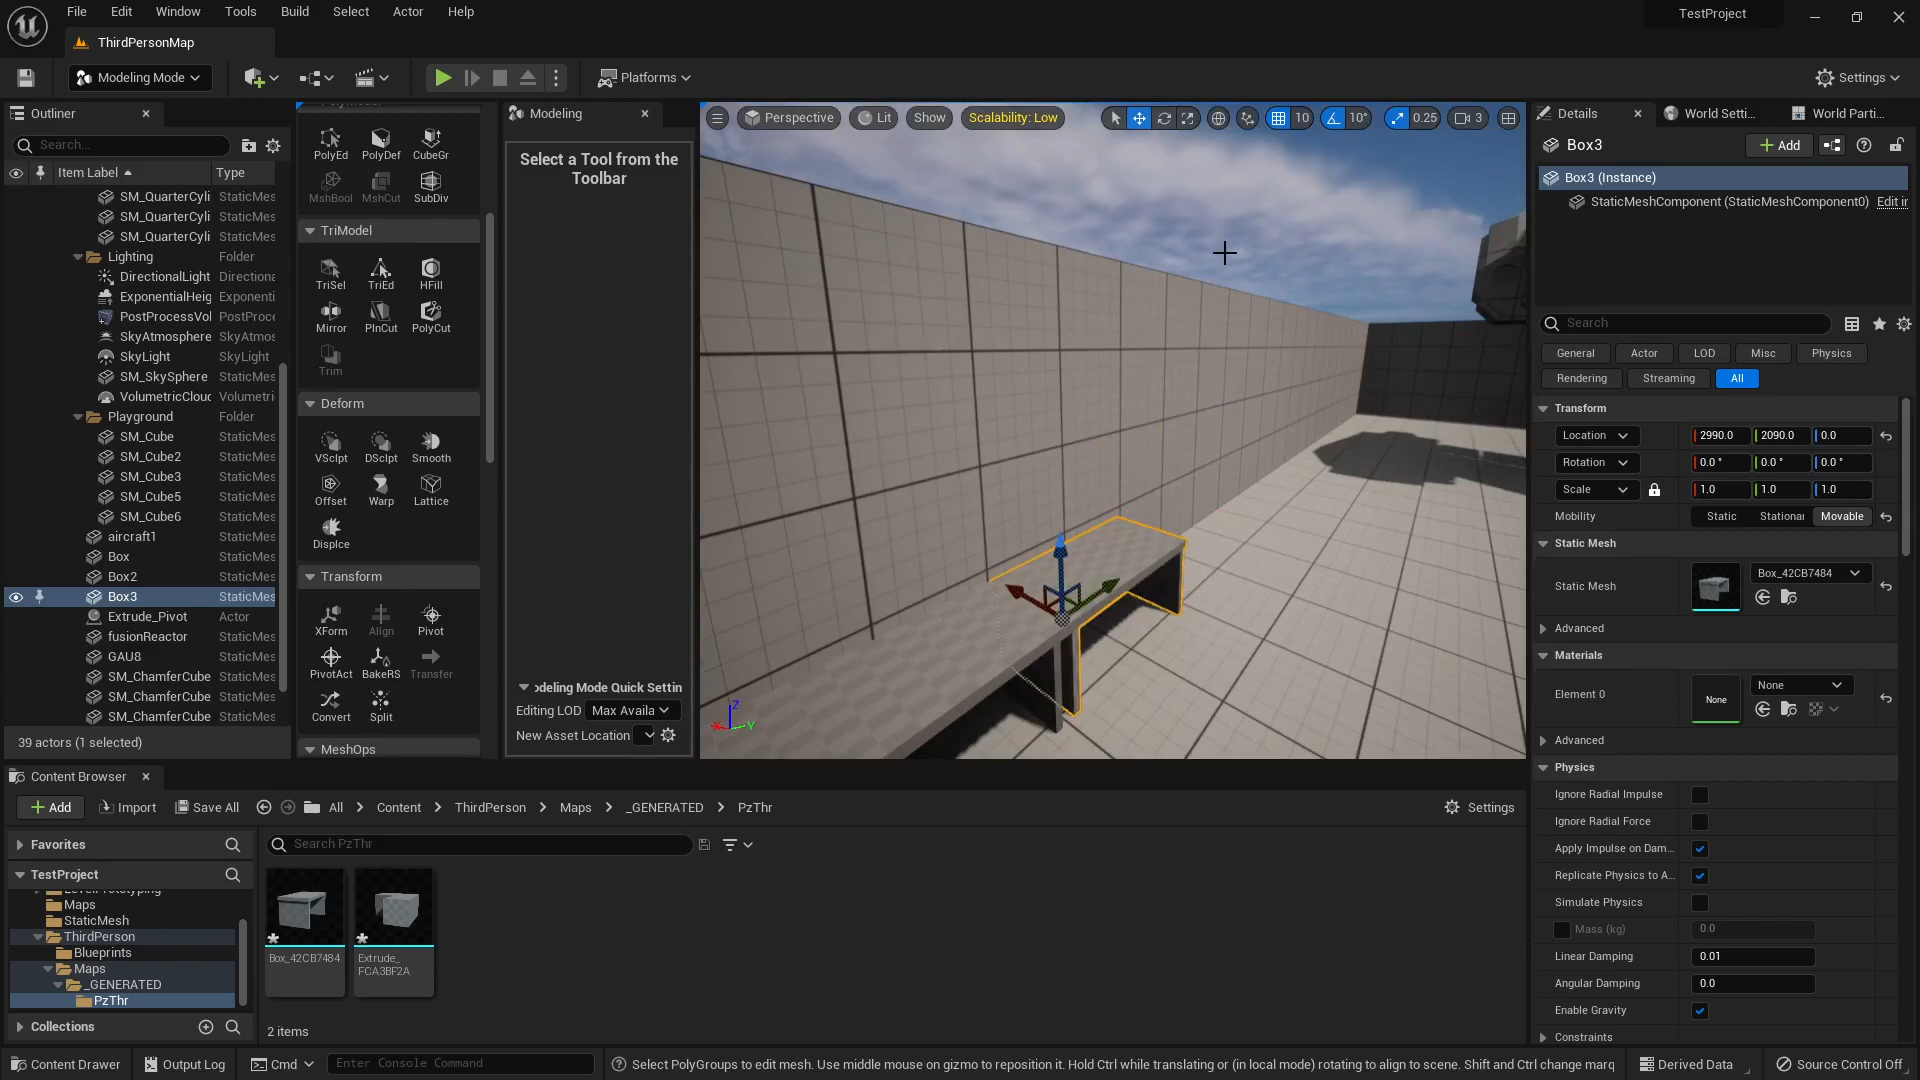 File Edit Window Tools Build Select Actor Help
TestProject
ThirdPersonMap
Modeling Mode
Platforms
Settings
Outliner
Search...
Item Label
Type
SM_QuarterCyli StaticMes
SM_QuarterCyli StaticMes
SM_QuarterCyli StaticMes
Lighting Folder
DirectionalLight Directiona
ExponentialHeig Exponenti
PostProcessVol PostProce
SkyAtmosphere SkyAtmos
SkyLight SkyLight
SM_SkySphere StaticMes
VolumetricCloud Volumetri
Playground Folder
SM_Cube StaticMes
SM_Cube2 StaticMes
SM_Cube3 StaticMes
SM_Cube5 StaticMes
SM_Cube6 StaticMes
aircraft1 StaticMes
Box StaticMes
Box2 StaticMes
Box3 StaticMes
Extrude_Pivot Actor
fusionReactor StaticMes
GAU8 StaticMes
SM_ChamferCube StaticMes
SM_ChamferCube StaticMes
SM_ChamferCube StaticMes
39 actors (1 selected)
PolyEd PolyDef CubeGr
MshBool MshCut SubDiv
TriModel
TriSel TriEd HFill
Mirror PlnCut PolyCut
Trim
Deform
VSclpt DSclpt Smooth
Offset Warp Lattice
Displce
Transform
XForm Align Pivot
PivotAct BakeRS Transfer
Convert Split
MeshOps
Modeling
Select a Tool from the
Toolbar
deling Mode Quick Settin
Editing LOD Max Availa
New Asset Location
Perspective Lit Show Scalability: Low
10 10° 0.25 3
Z
X Y
Details
World Setti...
World Parti...
Box3
Add
Box3 (Instance)
StaticMeshComponent (StaticMeshComponent0) Edit in
Search
General Actor LOD Misc Physics
Rendering Streaming All
Transform
Location 2990.0 2090.0 0.0
Rotation 0.0 ° 0.0 ° 0.0 °
Scale 1.0 1.0 1.0
Mobility Static Stationar Movable
Static Mesh
Static Mesh Box_42CB7484
Advanced
Materials
Element 0 None None
Advanced
Physics
Ignore Radial Impulse
Ignore Radial Force
Apply Impulse on Dam...
Replicate Physics to A...
Simulate Physics
Mass (kg) 0.0
Linear Damping 0.01
Angular Damping 0.0
Enable Gravity
Constraints
Content Browser
Add Import Save All All Content ThirdPerson Maps _GENERATED PzThr
Settings
Favorites
Search PzThr
TestProject
LevelPrototyping
Maps
StaticMesh
ThirdPerson
Blueprints
Maps
_GENERATED
PzThr
Box_42CB7484
Extrude_
FCA3BF2A
Collections
2 items
Content Drawer Output Log Cmd Enter Console Command
Select PolyGroups to edit mesh. Use middle mouse on gizmo to reposition it. Hold Ctrl while translating or (in local mode) rotating to align to scene. Shift and Ctrl change marq
Derived Data
Source Control Off